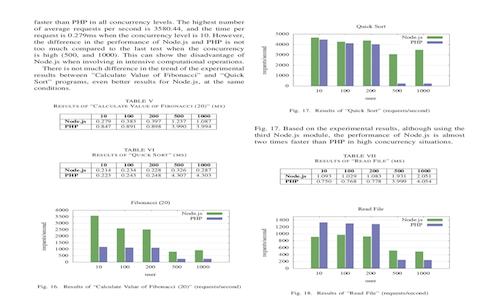 faster than PHP in all concurrency levels. The highest number
of average requests per second is 3580.44, and the time per
request is 0.279ms when the concurrency level is 10. However,
the difference in the performance of Node.js and PHP is not
too much compared to the last test when the concurrency
is high (500, and 1000). This can show the disadvantage of
Node.js when involving in intensive computational operations.
There is not much difference in the trend of the experimental
results between "Calculate Value of Fibonacci" and "Quick
Sort" programs, even better results for Node.js, at the same
conditions.
TABLE V
RESULTS OF "CALCULATE VALUE OF FIBONACCI (20)" (MS)
10 100 200 500 1000
Node.js 0.279 0.383 0.397 1.237 1.087
PHP 0.847 0.891 0.898 3.990 3.994
TABLE VI
RESULTS OF "QUICK SORT" (MS)
10 100 200 500 1000
Node.js 0.214 0.234 0.228 0.326 0.287
PHP 0.223 0.243 0.248 4.307 4.303
Fibonacci (20)
Node.js
PHP
requests/second
4000
3500
3000
2500
2000
1500
1000
500
0
10 100 200 500 1000
user
Fig. 16. Results of "Calculate Value of Fibonacci (20)" (requests/second)
Quick Sort
Node.js
PHP
requests/second
5000
4000
3000
2000
1000
0
10 100 200 500 1000
user
Fig. 17. Results of "Quick Sort" (requests/second)
Fig. 17. Based on the experimental results, although using the
third Node.js module, the performance of Node.js is almost
two times faster than PHP in high concurrency situations.
TABLE VII
RESULTS OF "READ FILE" (MS)
10 100 200 500 1000
Node.js 1.093 1.029 1.083 1.931 2.051
PHP 0.750 0.768 0.778 3.999 4.054
Read File
Node.js
PHP
requests/second
1400
1200
1000
800
600
400
200
0
10 100 200 500 1000
user
Fig. 18. Results of "Read File" (requests/second)